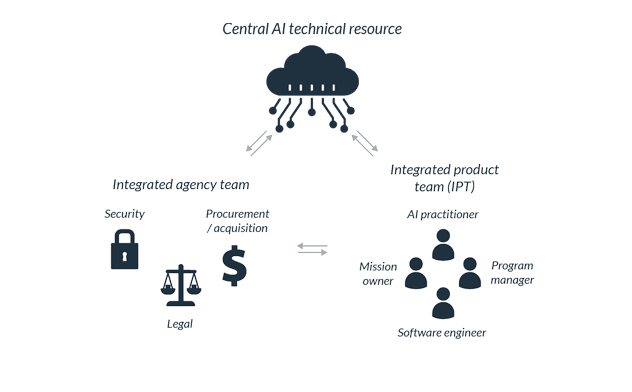 Central AI technical resource
Integrated agency team
Security
Procurement
/ acquisition
$
Legal
Integrated product
team (IPT)
AI practitioner
Mission
owner
Program
manager
Software engineer